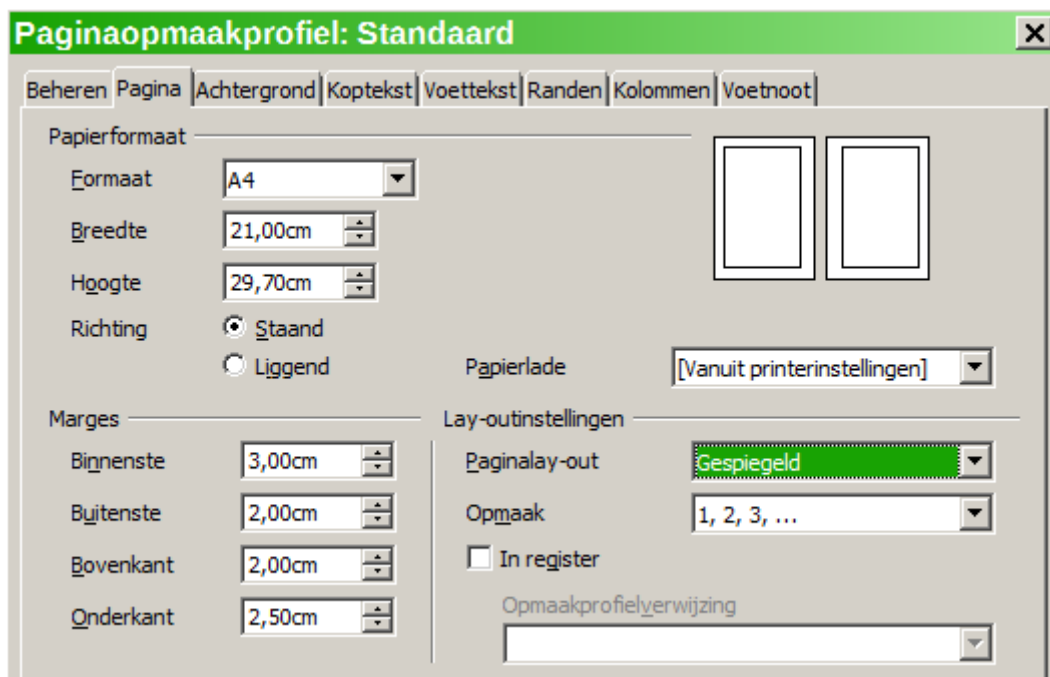 Paginaopmaakprofiel: Standaard
Beheren Pagina Achtergrond Koptekst Voettekst Randen Kolommen Voetnoot
Papierformaat
Formaat A4
Breedte 21,00cm
Hoogte 29,70cm
Richting Staand
Liggend Papierlade [Vanuit printerinstellingen]
Marges Lay-outinstellingen
Binnenste 3,00cm Paginalay-out Gespiegeld
Buitenste 2,00cm Opmaak 1, 2, 3, ...
Bovenkant 2,00cm In register
Onderkant 2,50cm Opmaakprofielverwijzing